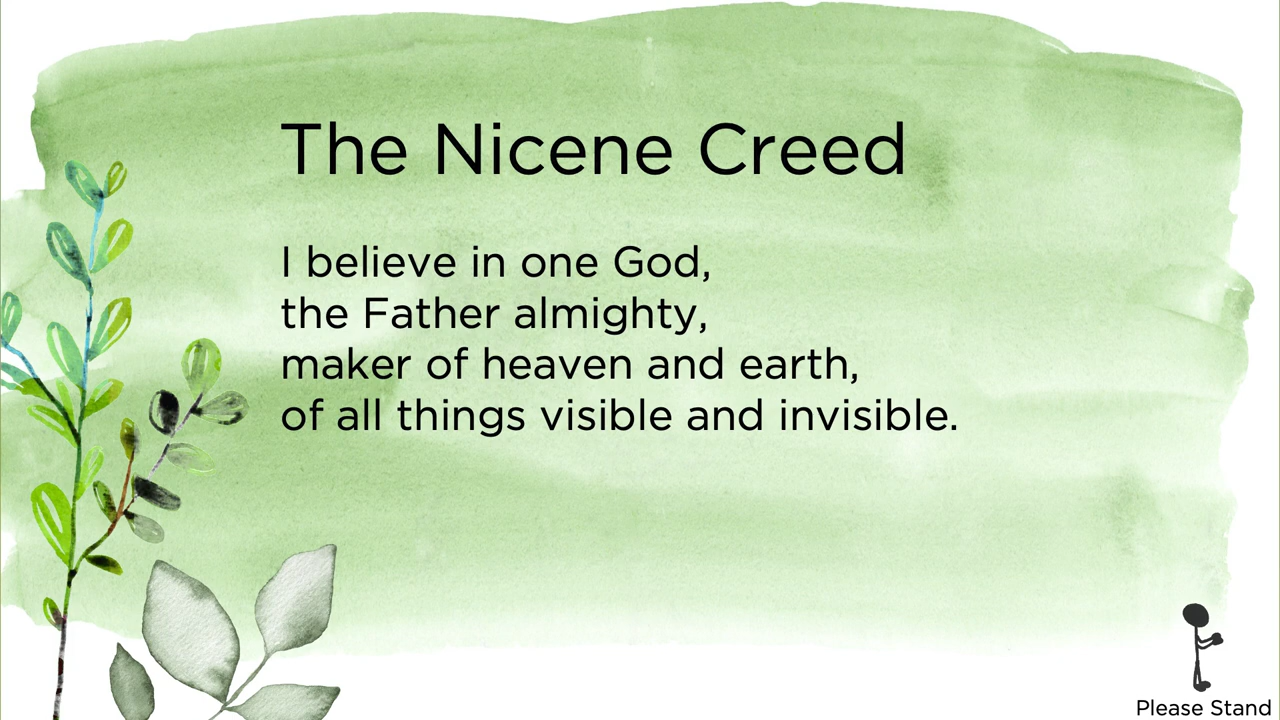 The Nicene Creed
I believe in one God,
the Father almighty,
maker of heaven and earth,
of all things visible and invisible.
Please Stand